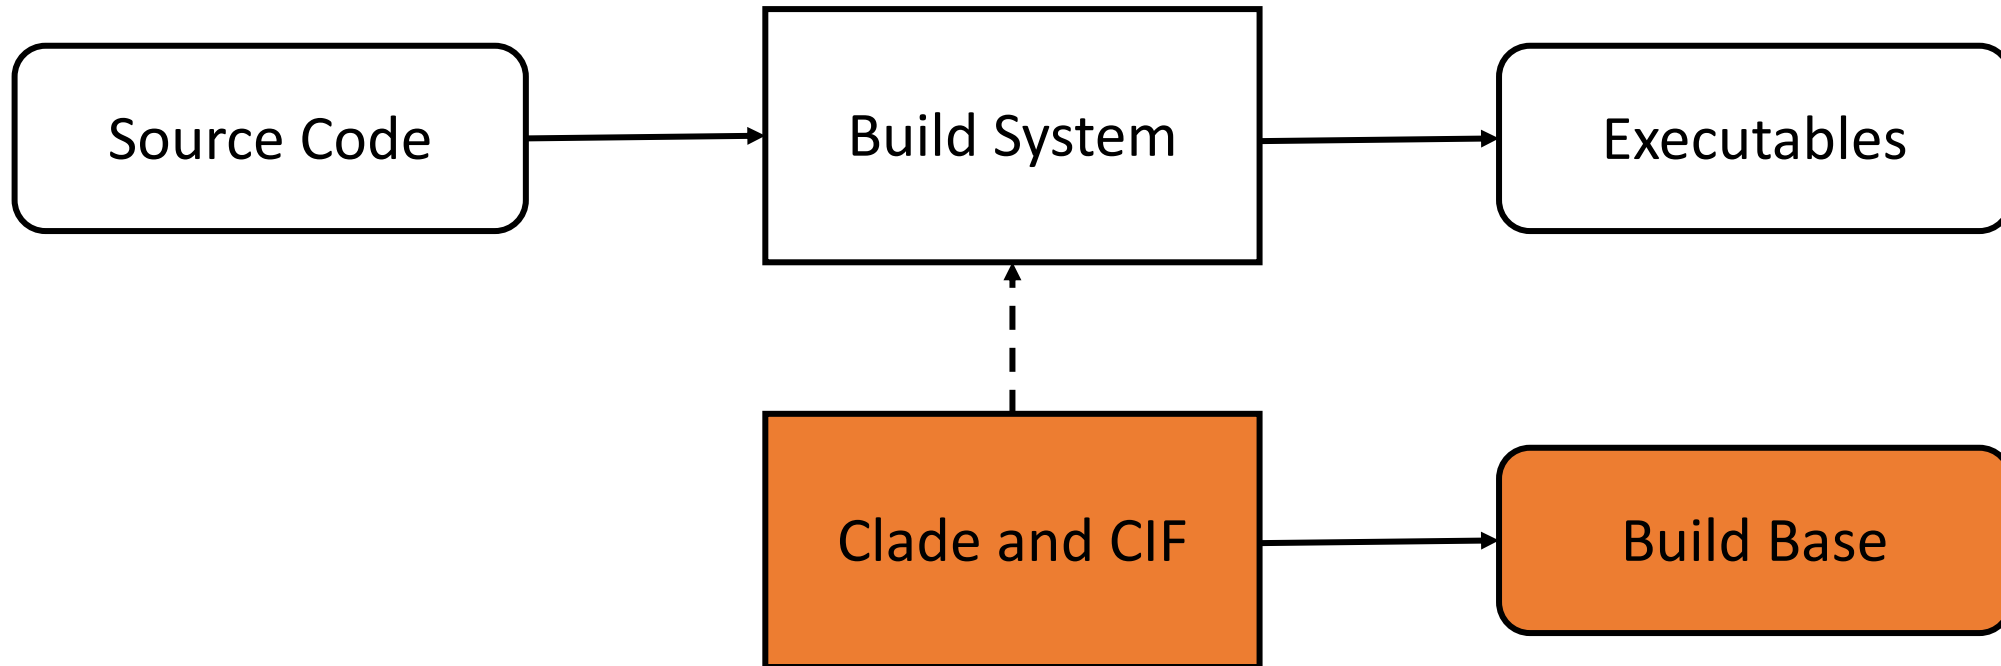 Source Code
Build System
Executables
Clade and CIF
Build Base